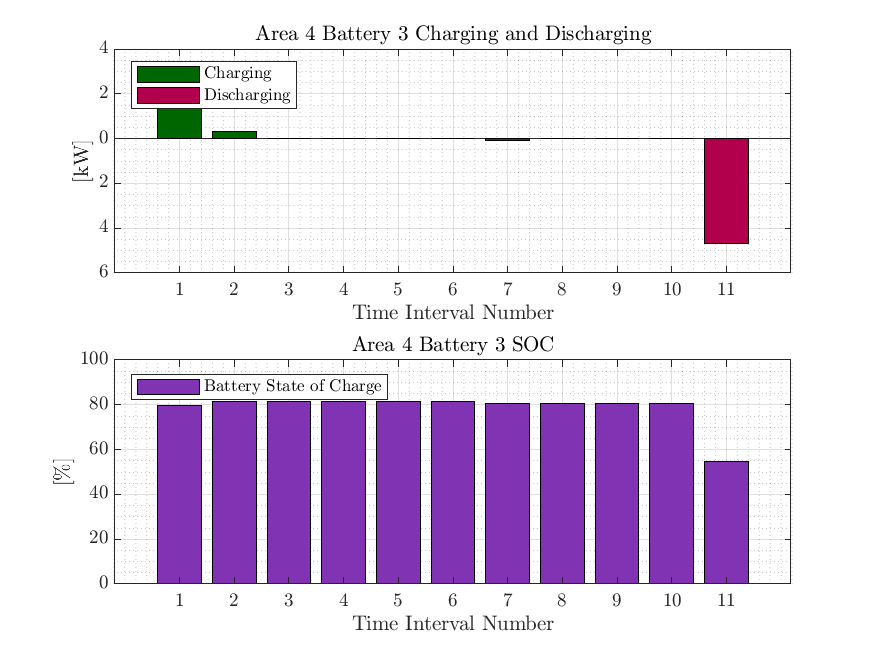 Area 4 Battery 3 Charging and Discharging
4
2
0
2
4
6
[kW]
Charging
Discharging
1 2 3 4 5 6 7 8 9 10 11
Time Interval Number
Area 4 Battery 3 SOC
100
80
60
40
20
0
[%]
Battery State of Charge
1 2 3 4 5 6 7 8 9 10 11
Time Interval Number